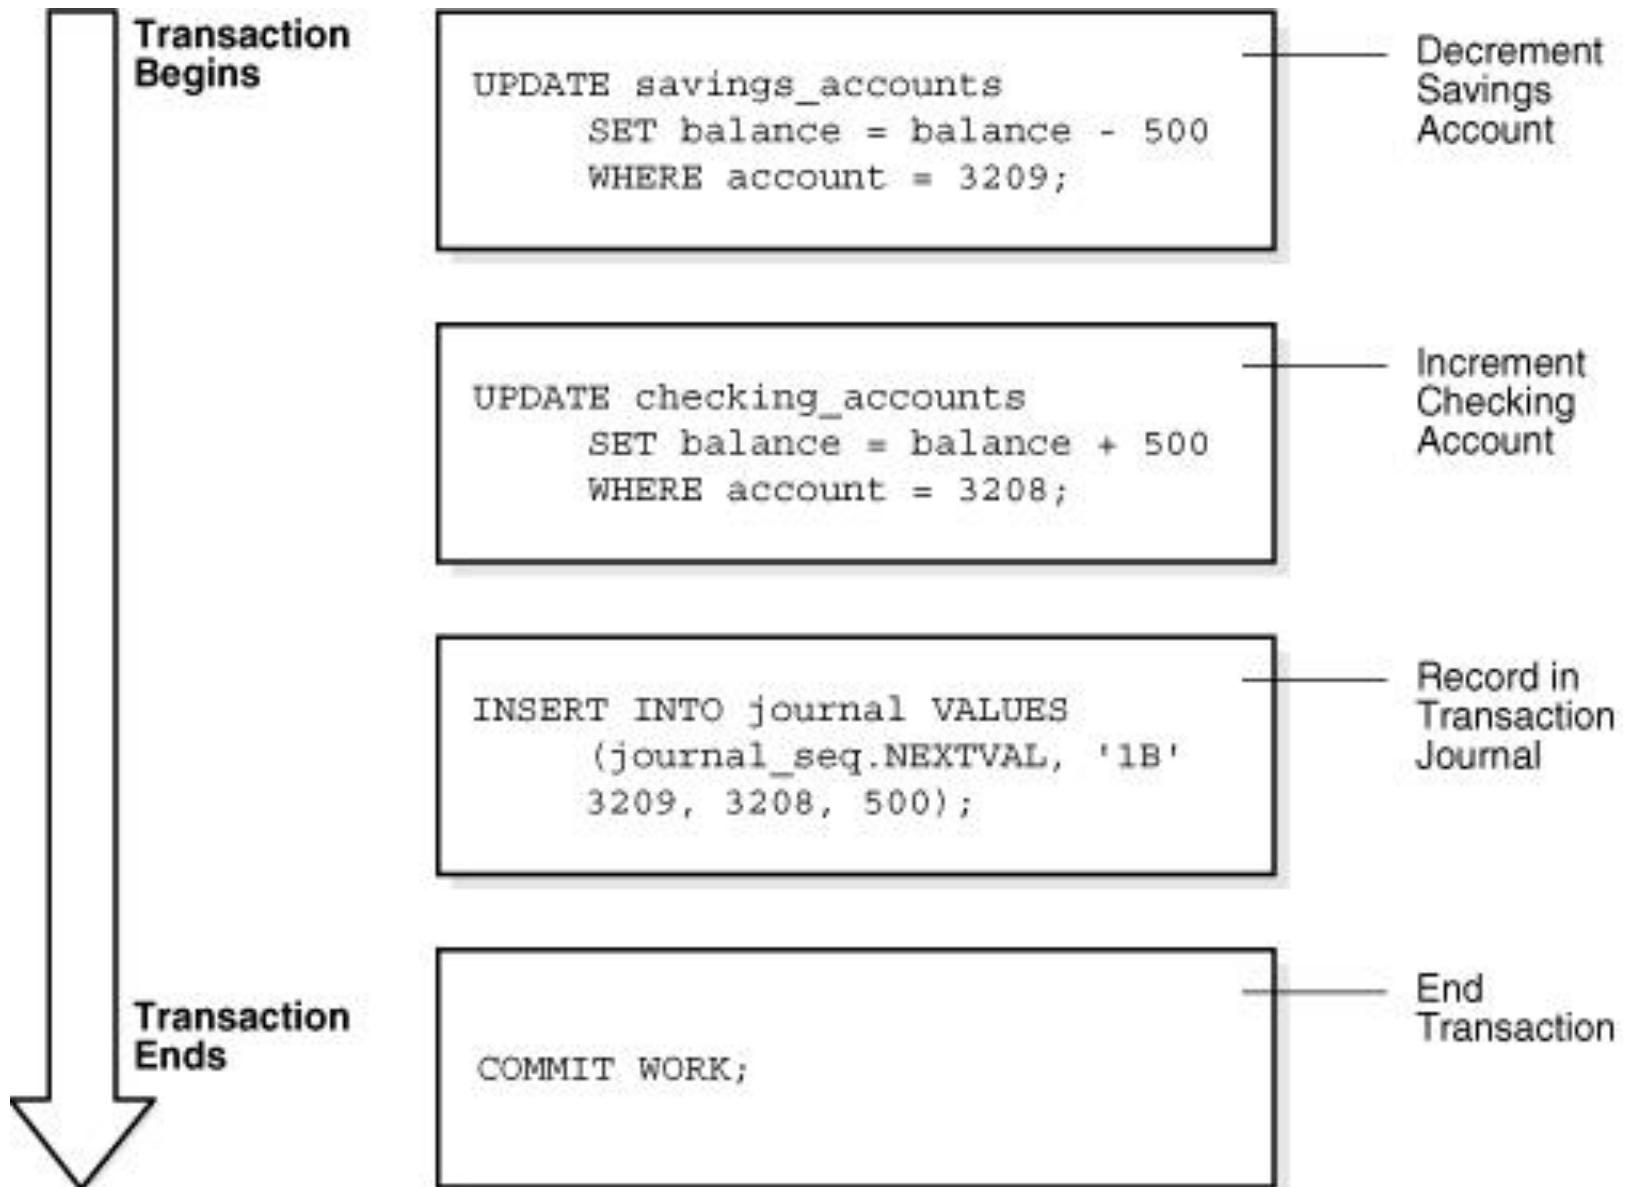 Transaction
Begins
UPDATE savings_accounts
SET balance = balance - 500
WHERE account = 3209;
Decrement
Savings
Account
UPDATE checking_accounts
SET balance = balance + 500
WHERE account = 3208;
Increment
Checking
Account
INSERT INTO journal VALUES
(journal_seq.NEXTVAL, '1B'
3209, 3208, 500);
Record in
Transaction
Journal
Transaction
Ends
COMMIT WORK;
End
Transaction